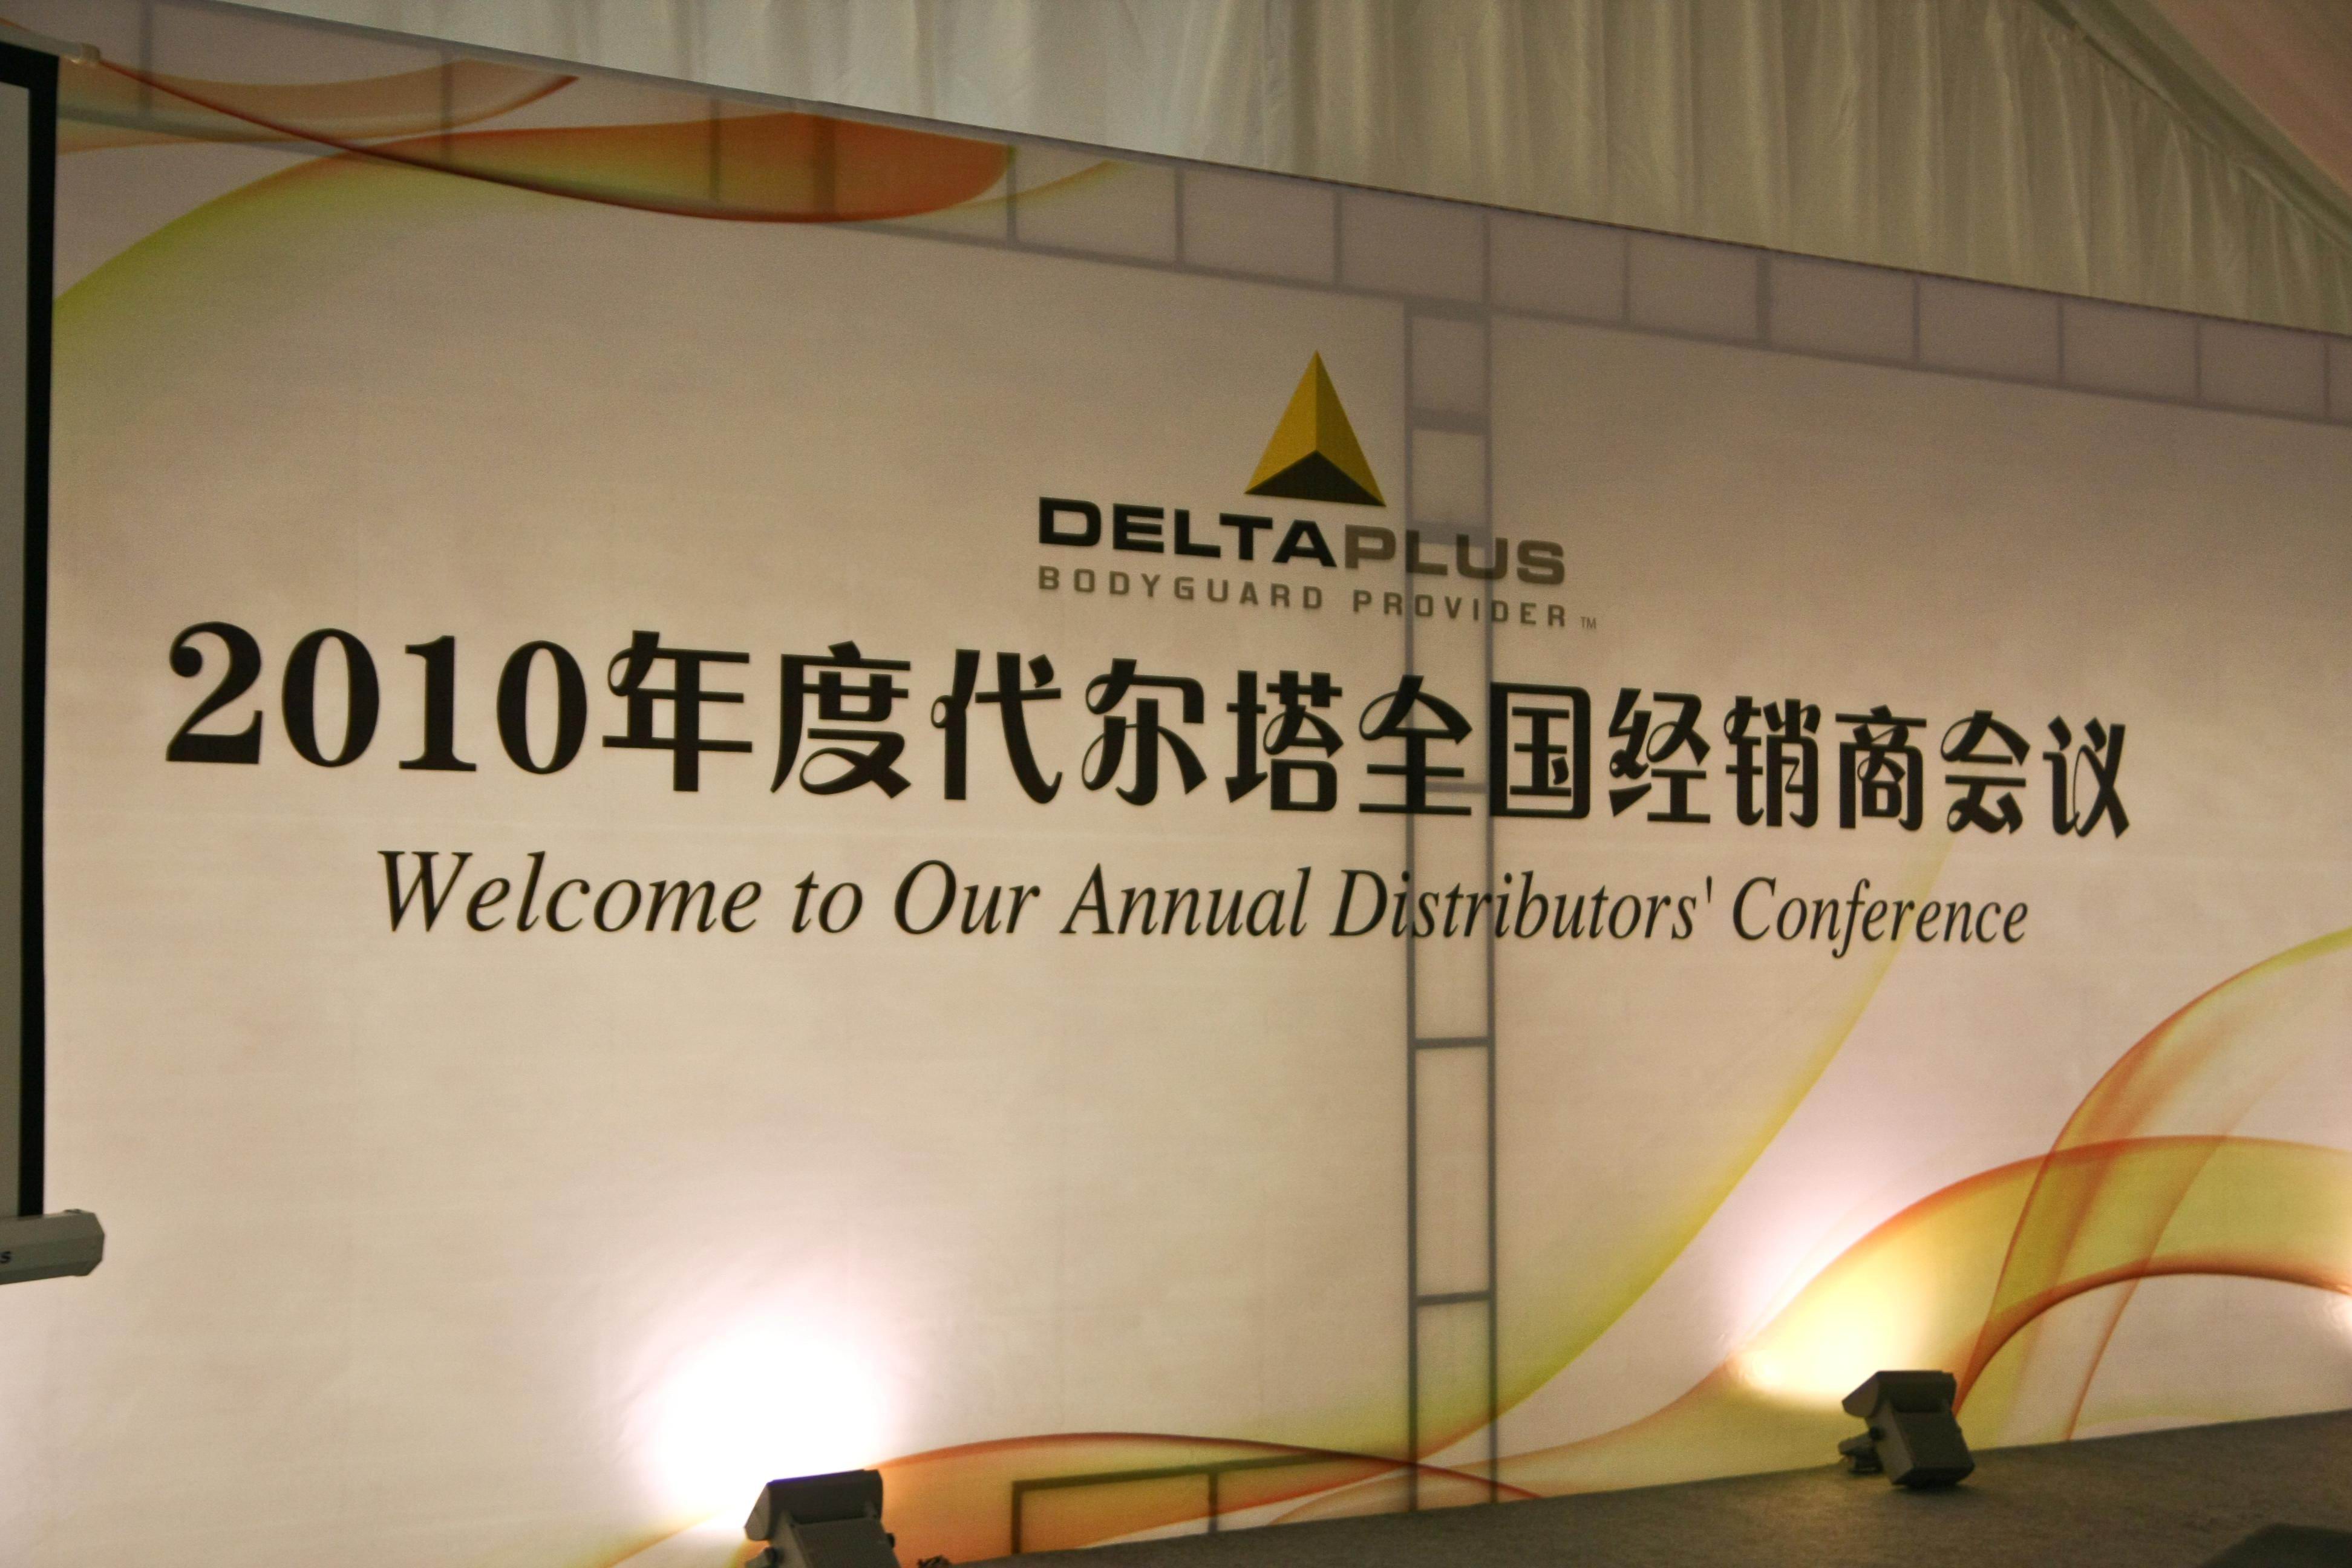 DELTAPLUS
BODYGUARD PROVIDER™
2010年度代尔塔全国经销商会议
Welcome to Our Annual Distributors' Conference